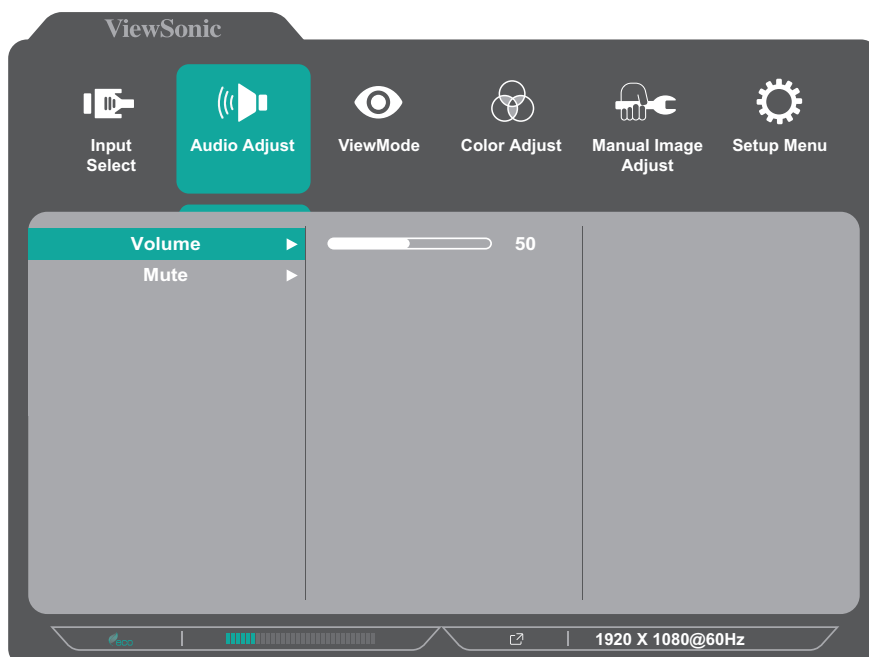 ViewSonic
Input
Select
Audio Adjust
ViewMode
Color Adjust
Manual Image
Adjust
Setup Menu
Volume
50
Mute
eco
1920 X 1080@60Hz